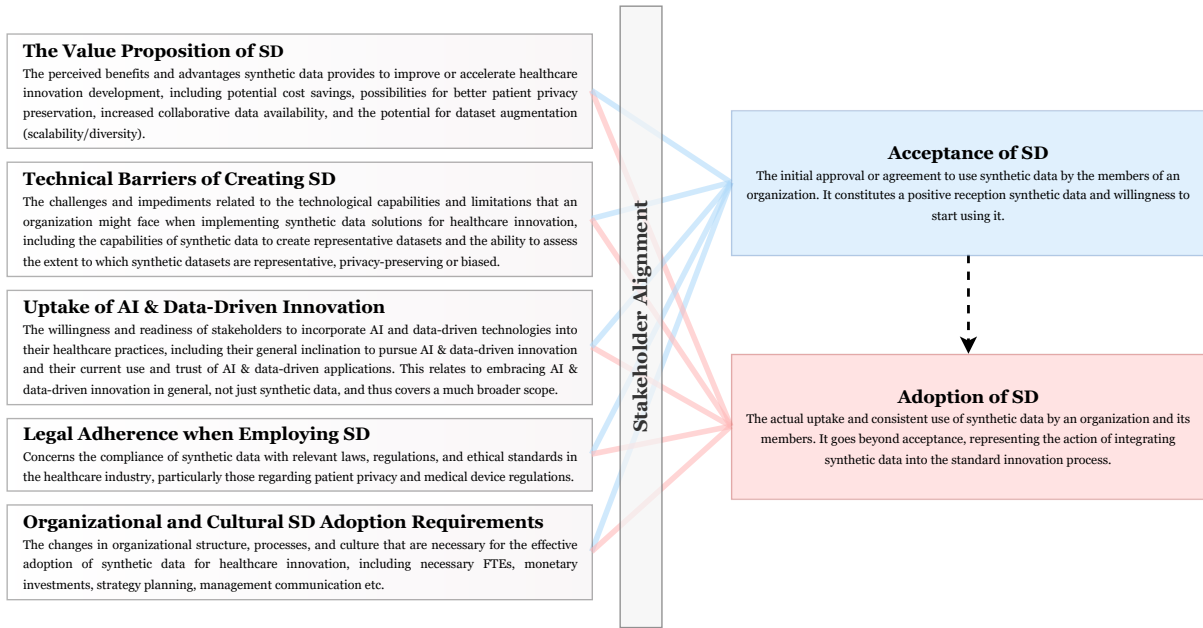 The Value Proposition of SD
The perceived benefits and advantages synthetic data provides to improve or accelerate healthcare
innovation development, including potential cost savings, possibilities for better patient privacy
preservation, increased collaborative data availability, and the potential for dataset augmentation
(scalability/diversity).
Technical Barriers of Creating SD
The challenges and impediments related to the technological capabilities and limitations that an
organization might face when implementing synthetic data solutions for healthcare innovation,
including the capabilities of synthetic data to create representative datasets and the ability to assess
the extent to which synthetic datasets are representative, privacy-preserving or biased.
Uptake of AI & Data-Driven Innovation
The willingness and readiness of stakeholders to incorporate AI and data-driven technologies into
their healthcare practices, including their general inclination to pursue AI & data-driven innovation
and their current use and trust of AI & data-driven applications. This relates to embracing AI &
data-driven innovation in general, not just synthetic data, and thus covers a much broader scope.
Legal Adherence when Employing SD
Concerns the compliance of synthetic data with relevant laws, regulations, and ethical standards in
the healthcare industry, particularly those regarding patient privacy and medical device regulations.
Organizational and Cultural SD Adoption Requirements
The changes in organizational structure, processes, and culture that are necessary for the effective
adoption of synthetic data for healthcare innovation, including necessary FTEs, monetary
investments, strategy planning, management communication etc.
Stakeholder Alignment
Acceptance of SD
The initial approval or agreement to use synthetic data by the members of an
organization. It constitutes a positive reception synthetic data and willingness to
start using it.
Adoption of SD
The actual uptake and consistent use of synthetic data by an organization and its
members. It goes beyond acceptance, representing the action of integrating
synthetic data into the standard innovation process.